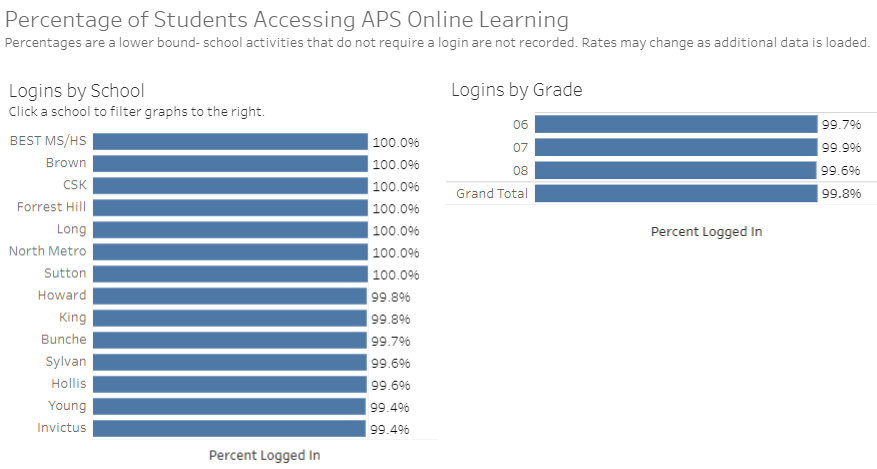 Percentage of Students Accessing APS Online Learning
Percentages are a lower bound- school activities that do not require a login are not recorded. Rates may change as additional data is loaded.
Logins by School
Click a school to filter graphs to the right.
BEST MS/HS 100.0%
Brown 100.0%
CSK 100.0%
Forrest Hill 100.0%
Long 100.0%
North Metro 100.0%
Sutton 100.0%
Howard 99.8%
King 99.8%
Bunche 99.7%
Sylvan 99.6%
Hollis 99.6%
Young 99.4%
Invictus 99.4%
Percent Logged In
Logins by Grade
06 99.7%
07 99.9%
08 99.6%
Grand Total 99.8%
Percent Logged In